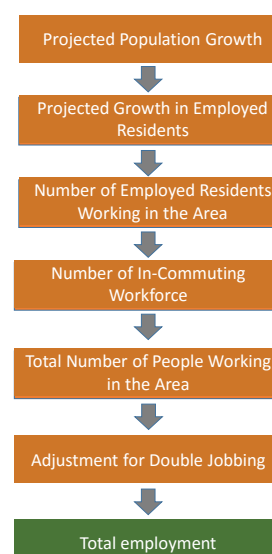 Projected Population Growth
Projected Growth in Employed
Residents
Number of Employed Residents
Working in the Area
Number of In-Commuting
Workforce
Total Number of People Working
in the Area
Adjustment for Double Jobbing
Total employment